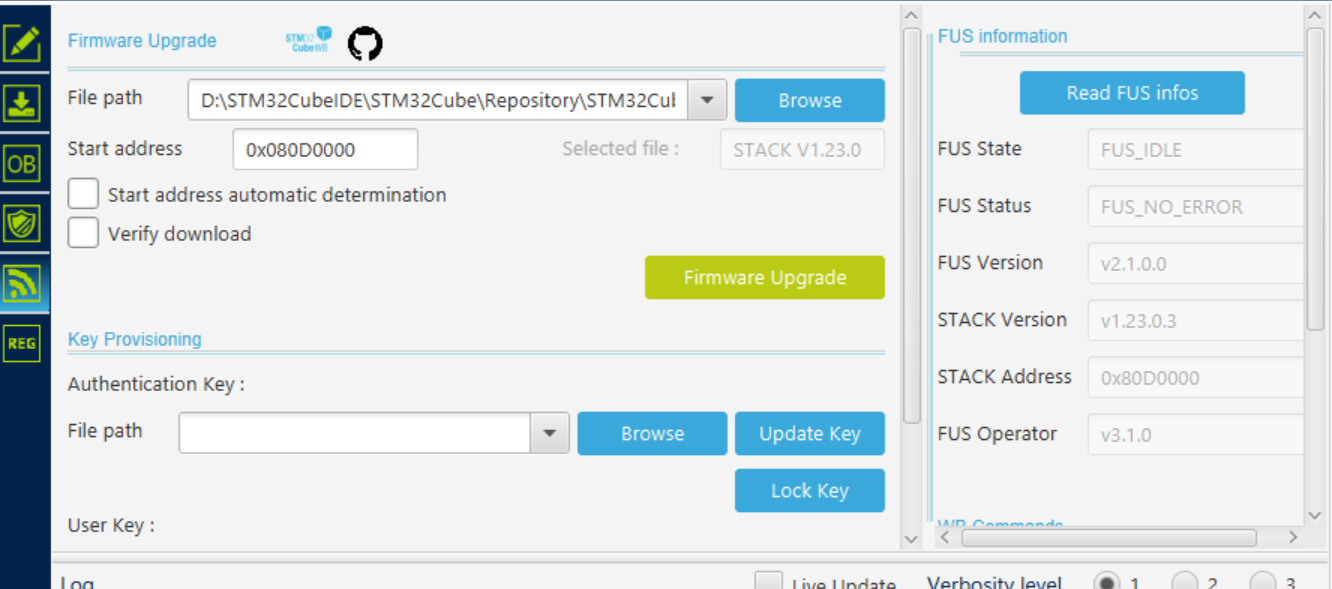 OB
REG
Firmware Upgrade
STM32
CubeWB
File path
D:\STM32CubeIDE\STM32Cube\Repository\STM32Cul
Browse
Start address
0x080D0000
Selected file :
STACK V1.23.0
Start address automatic determination
Verify download
Firmware Upgrade
Key Provisioning
Authentication Key :
File path
Browse
Update Key
Lock Key
User Key :
FUS information
Read FUS infos
FUS State
FUS_IDLE
FUS Status
FUS_NO_ERROR
FUS Version
v2.1.0.0
STACK Version
v1.23.0.3
STACK Address
0x80D0000
FUS Operator
v3.1.0
WB Commands
Log
Live Update
Verbosity level
1
2
3